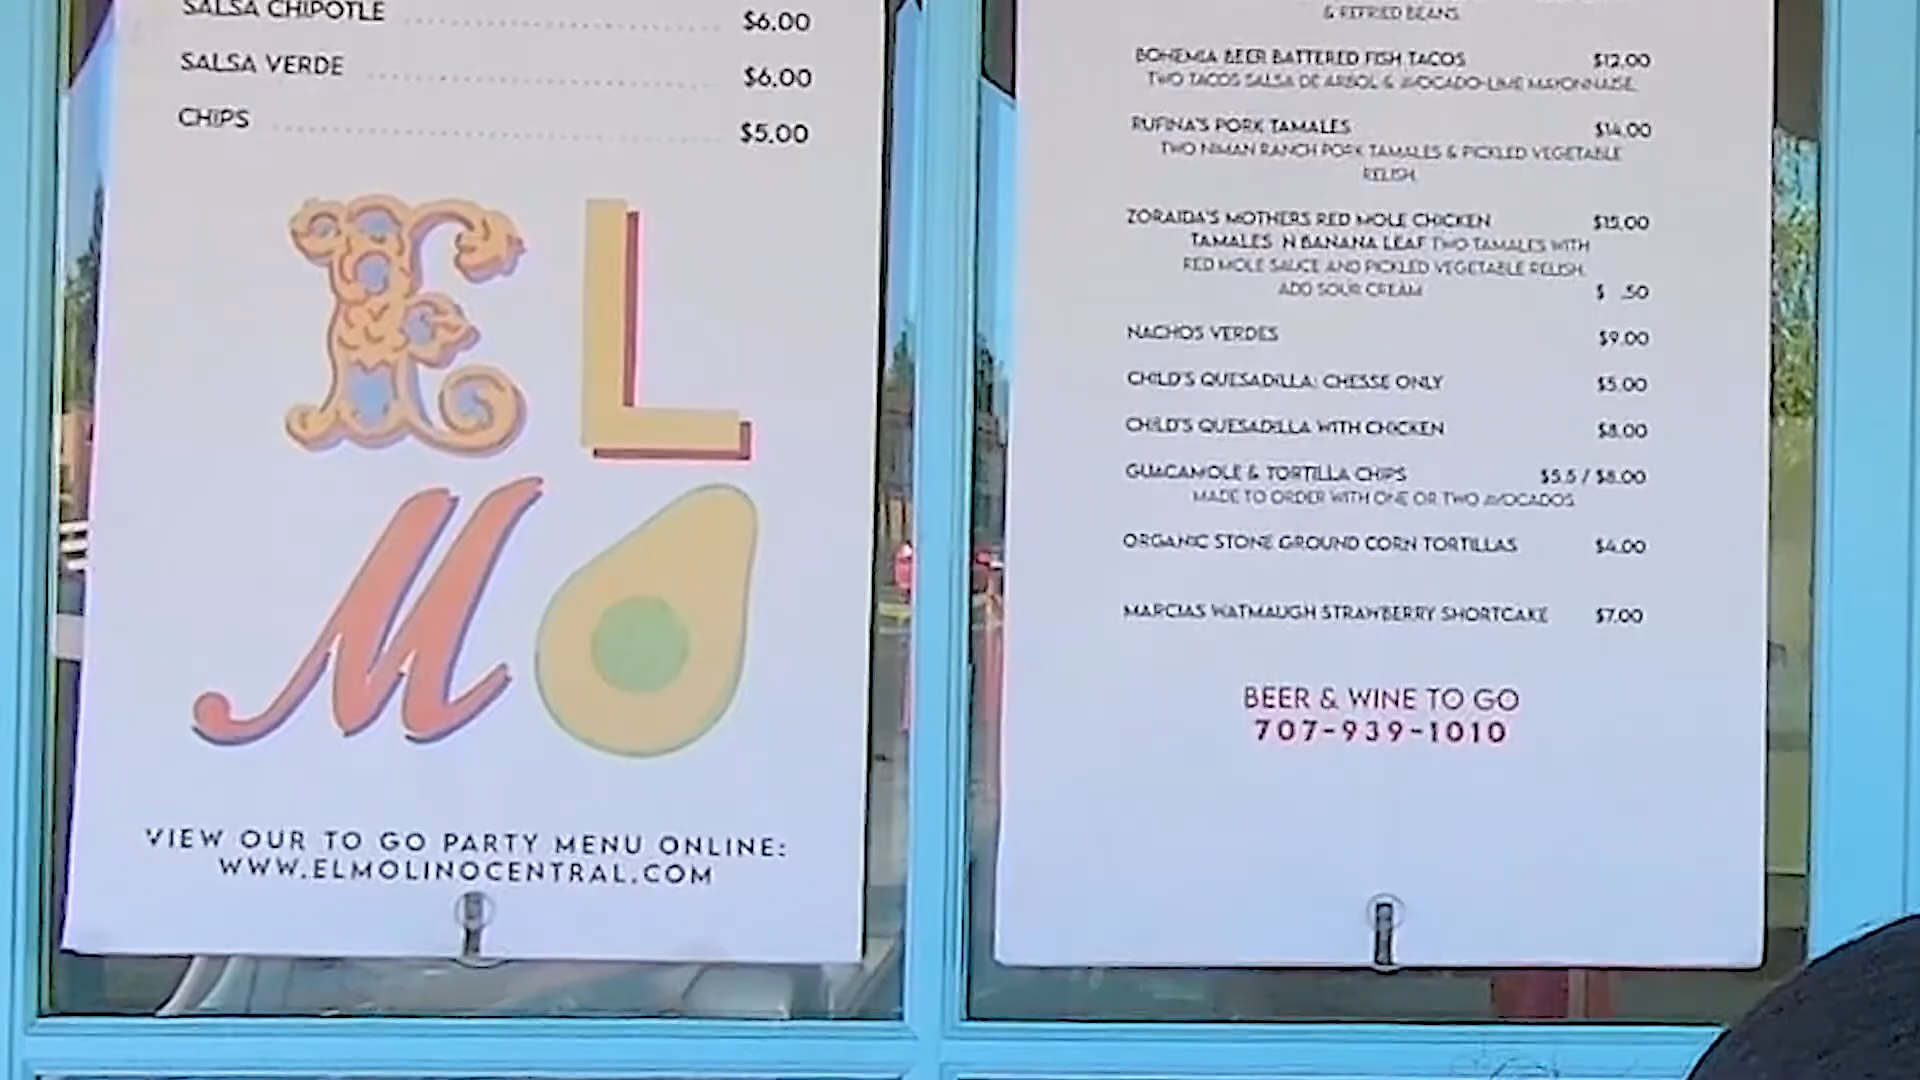 SALSA CHIPOTLE $6.00
SALSA VERDE $6.00
CHIPS $5.00
EL
MO
VIEW OUR TO GO PARTY MENU ONLINE:
WWW.ELMOLINOCENTRAL.COM
& REFRIED BEANS.
BOHEMIA BEER BATTERED FISH TACOS $12.00
TWO TACOS SALSA DE ARBOL & AVOCADO-LIME MAYONNAISE.
RUFINA'S PORK TAMALES $14.00
TWO NIMAN RANCH PORK TAMALES & PICKLED VEGETABLE
RELISH.
ZORAIDA'S MOTHERS RED MOLE CHICKEN $15.00
TAMALES N BANANA LEAF TWO TAMALES WITH
RED MOLE SAUCE AND PICKLED VEGETABLE RELISH.
ADD SOUR CREAM $ .50
NACHOS VERDES $9.00
CHILD'S QUESADILLA: CHESSE ONLY $5.00
CHILD'S QUESADILLA WITH CHICKEN $8.00
GUACAMOLE & TORTILLA CHIPS $5.5 / $8.00
MADE TO ORDER WITH ONE OR TWO AVOCADOS
ORGANIC STONE GROUND CORN TORTILLAS $4.00
MARCIAS WATMAUGH STRAWBERRY SHORTCAKE $7.00
BEER & WINE TO GO
707-939-1010